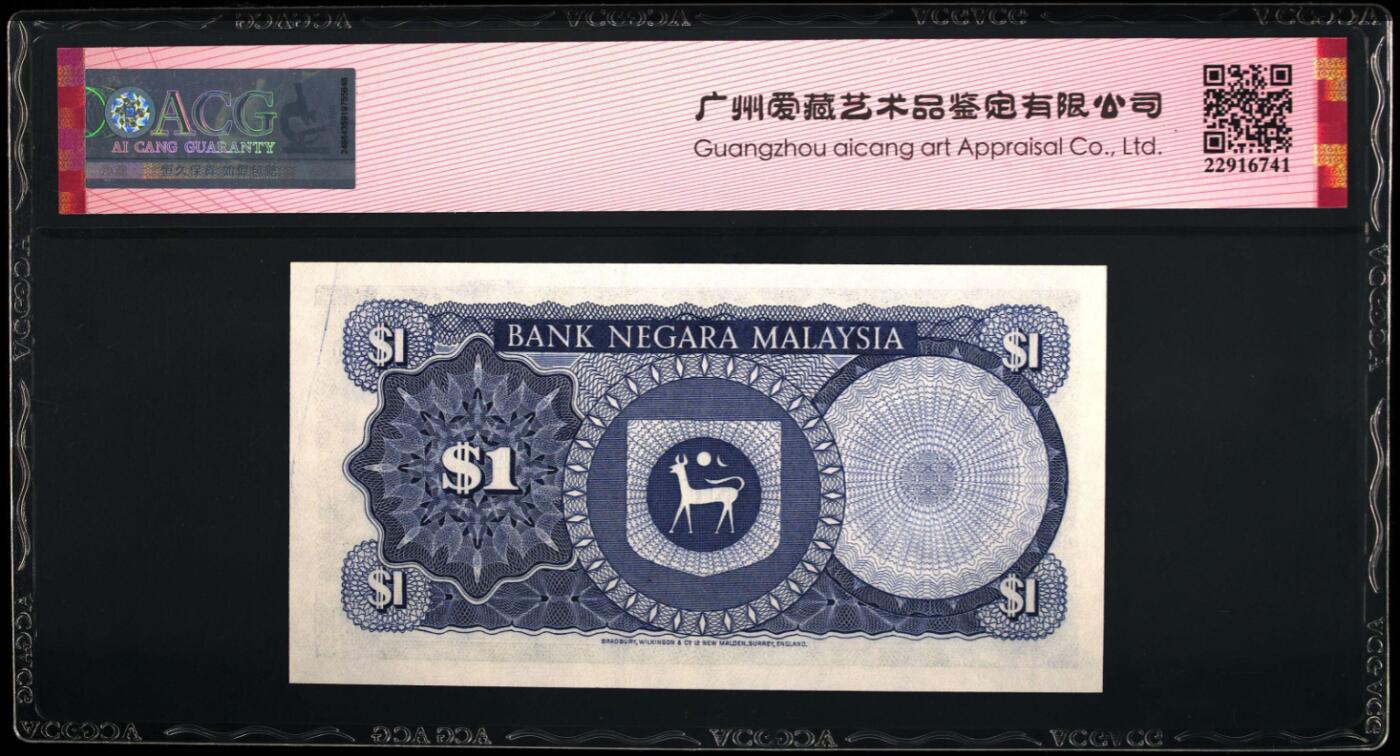 ACG
AI CANG GUARANTY
广州爱藏艺术品鉴定有限公司
Guangzhou aicang art Appraisal Co., Ltd.
22916741
BANK NEGARA MALAYSIA
$1
$1
$1
$1
$1
BRADBURY, WILKINSON & Co LD NEW MALDEN, SURREY, ENGLAND.